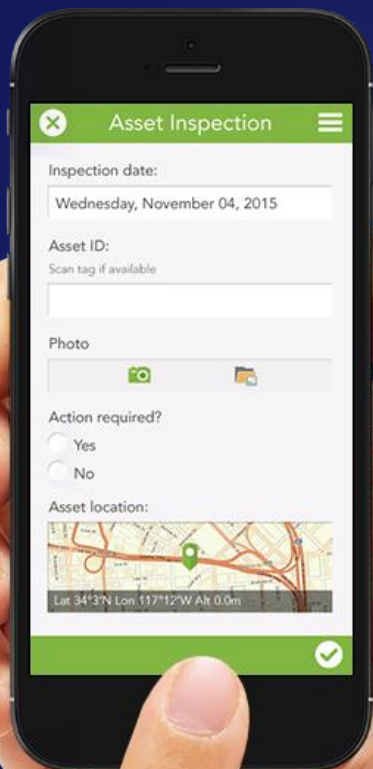 Asset Inspection
Inspection date:
Wednesday, November 04, 2015
Asset ID:
Scan tag if available
Photo
Action required?
Yes
No
Asset location:
Lat 34°3'N Lon 117°12'W Alt 0.0m